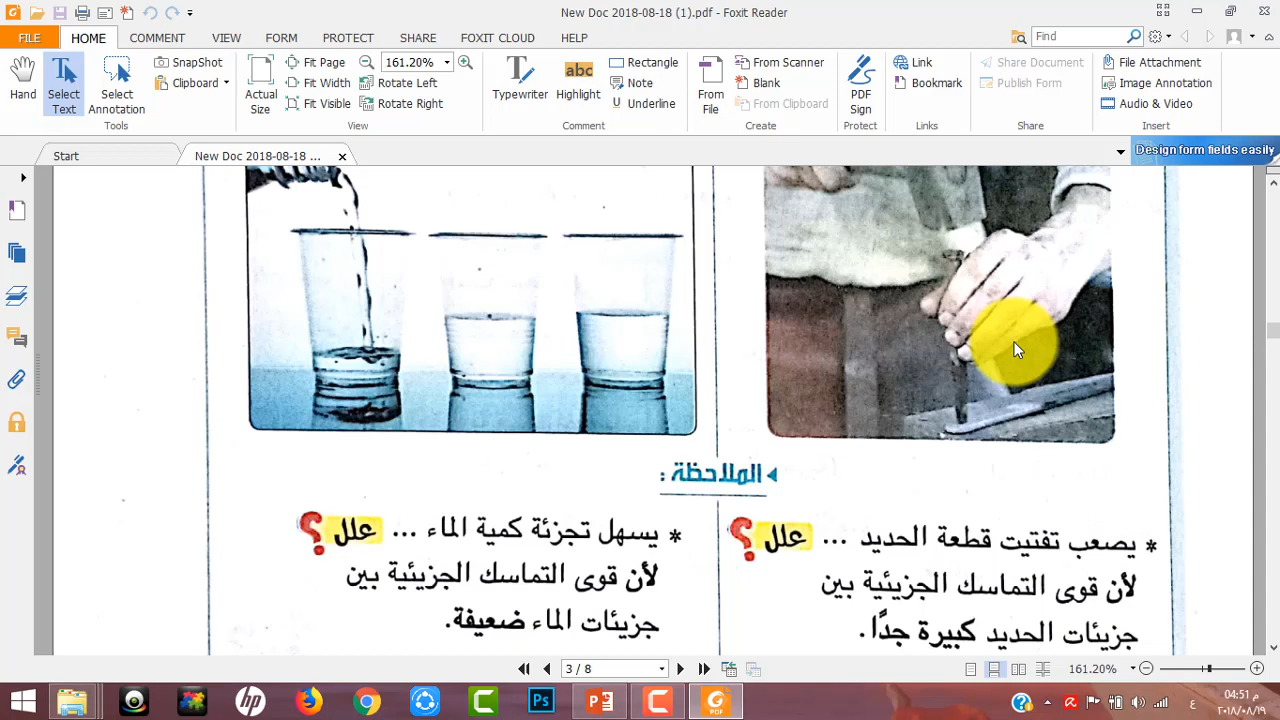 New Doc 2018-08-18 (1).pdf - Foxit Reader
FILE HOME COMMENT VIEW FORM PROTECT SHARE FOXIT CLOUD HELP
Find
Hand
Select Text
Select Annotation
SnapShot
Clipboard
Tools
Actual Size
Fit Page
Fit Width
Fit Visible
161.20%
Rotate Left
Rotate Right
View
Typewriter
Highlight
Rectangle
Note
Underline
Comment
From File
From Scanner
Blank
From Clipboard
Create
PDF Sign
Protect
Link
Bookmark
Links
Share Document
Publish Form
Share
File Attachment
Image Annotation
Audio & Video
Insert
Start
New Doc 2018-08-18 ...
Design form fields easily
الملاحظة :
* يصعب تفتيت قطعة الحديد ... علل ؟
لأن قوى التماسك الجزيئية بين
جزيئات الحديد كبيرة جدًا.
* يسهل تجزئة كمية الماء ... علل ؟
لأن قوى التماسك الجزيئية بين
جزيئات الماء ضعيفة.
3 / 8
161.20%
٤
م 04:51
٢٠١٨/٠٨/١٩